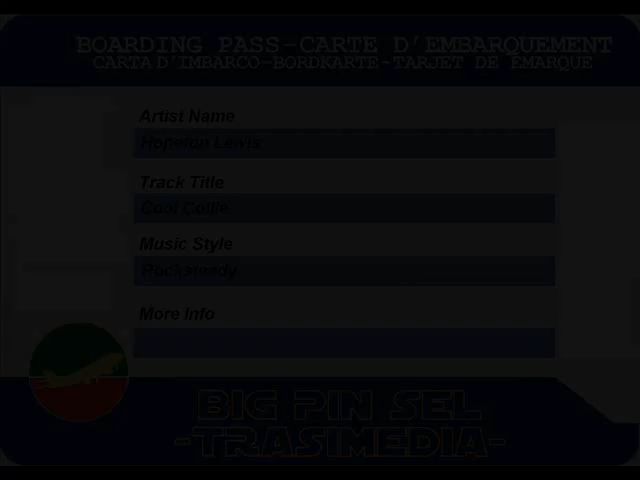 BOARDING PASS-CARTE D'EMBARQUEMENT
CARTA D'IMBARCO-BORDKARTE-TARJET DE EMARQUE
Artist Name
Hopeton Lewis
Track Title
Cool Collie
Music Style
Rocksteady
More Info
BIG PIN SEL
-TRASIMEDIA-